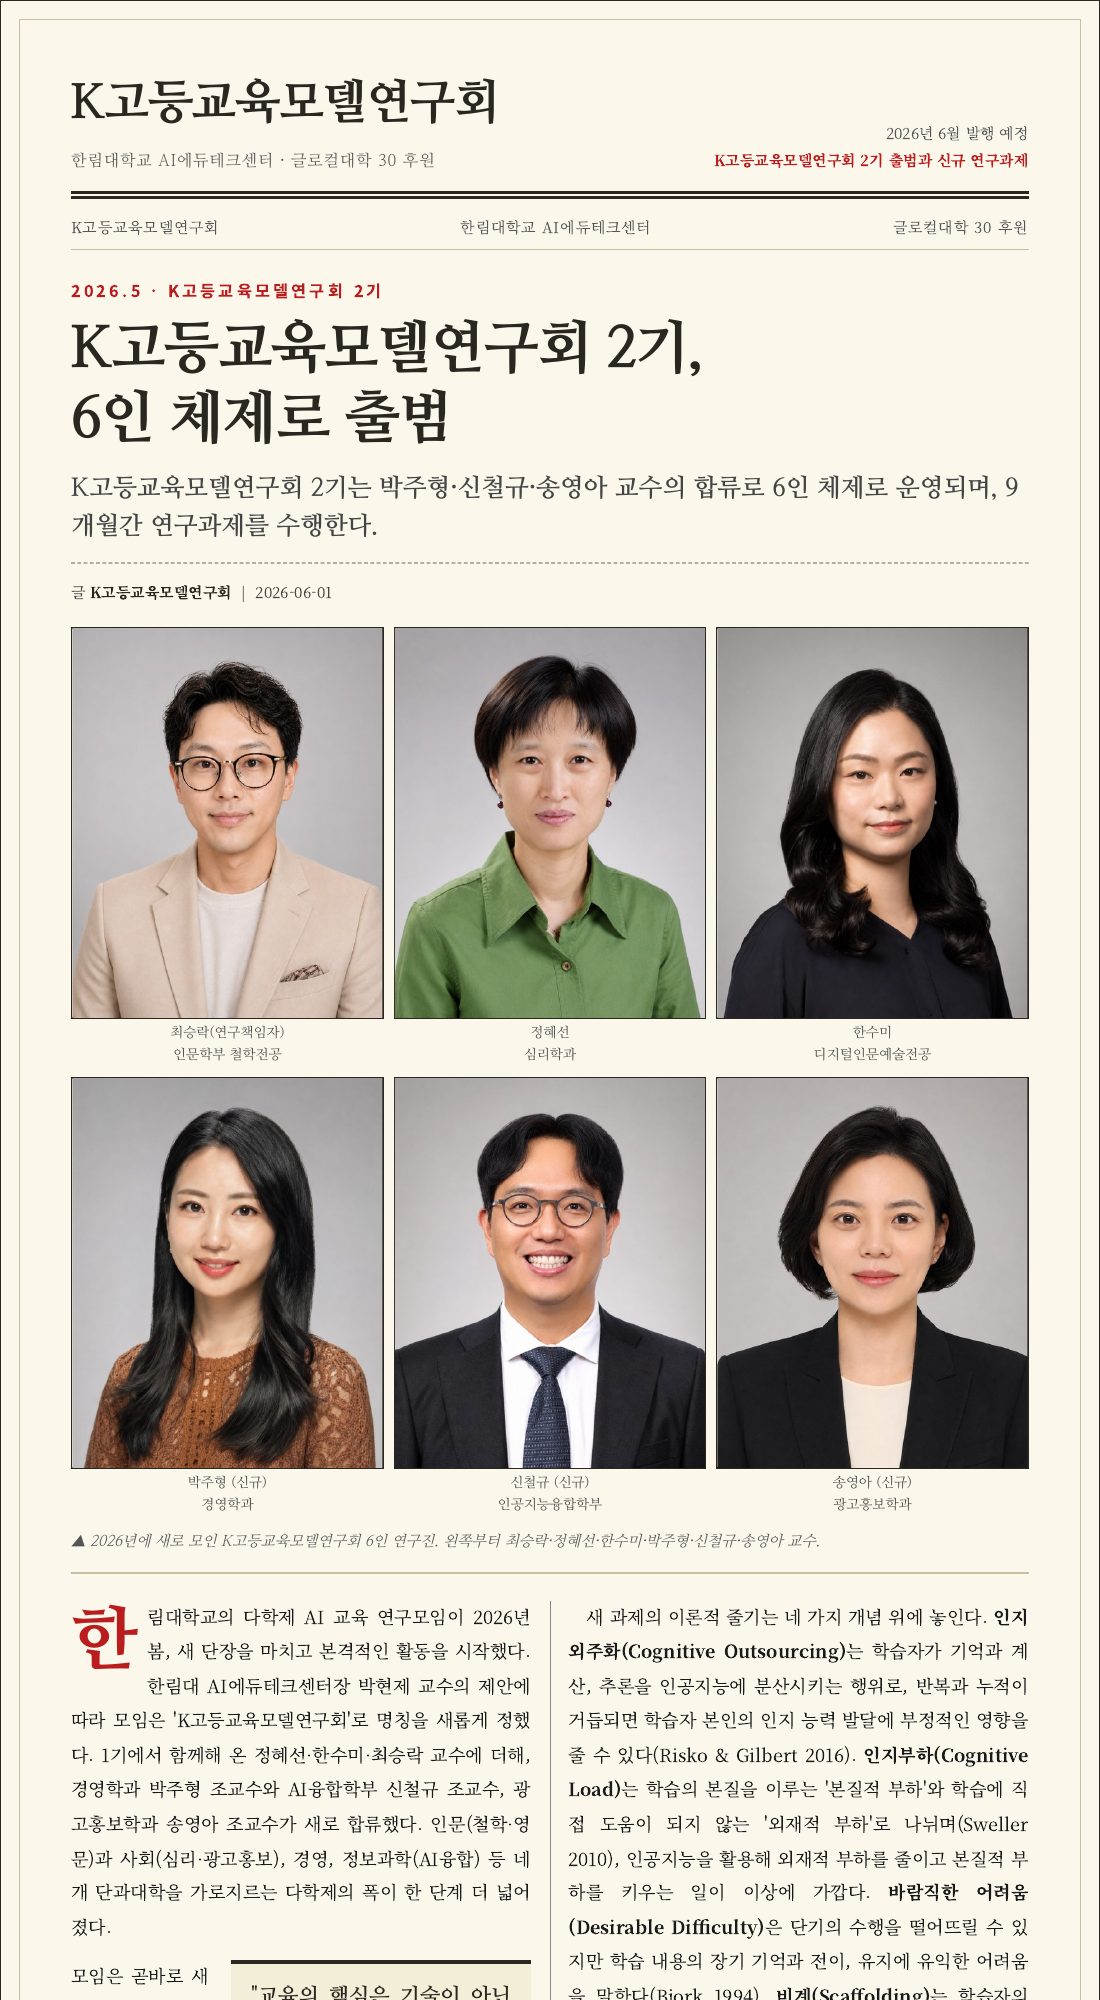 K고등교육모델연구회
한림대학교 AI에듀테크센터 · 글로컬대학 30 후원
2026년 6월 발행 예정
K고등교육모델연구회 2기 출범과 신규 연구과제
K고등교육모델연구회
한림대학교 AI에듀테크센터
글로컬대학 30 후원
2026.5 · K고등교육모델연구회 2기
K고등교육모델연구회 2기,
6인 체제로 출범
K고등교육모델연구회 2기는 박주형·신철규·송영아 교수의 합류로 6인 체제로 운영되며, 9
개월간 연구과제를 수행한다.
글 K고등교육모델연구회 | 2026-06-01
최승락(연구책임자)
인문학부 철학전공
정혜선
심리학과
한수미
디지털인문예술전공
박주형 (신규)
경영학과
신철규 (신규)
인공지능융합학부
송영아 (신규)
광고홍보학과
▲ 2026년에 새로 모인 K고등교육모델연구회 6인 연구진. 왼쪽부터 최승락·정혜선·한수미·박주형·신철규·송영아 교수.
한림대학교의 다학제 AI 교육 연구모임이 2026년
봄, 새 단장을 마치고 본격적인 활동을 시작했다.
한림대 AI에듀테크센터장 박현제 교수의 제안에
따라 모임은 'K고등교육모델연구회'로 명칭을 새롭게 정했
다. 1기에서 함께해 온 정혜선·한수미·최승락 교수에 더해,
경영학과 박주형 조교수와 AI융합학부 신철규 조교수, 광
고홍보학과 송영아 조교수가 새로 합류했다. 인문(철학·영
문)과 사회(심리·광고홍보), 경영, 정보과학(AI융합) 등 네
개 단과대학을 가로지르는 다학제의 폭이 한 단계 더 넓어
졌다.
모임은 곧바로 새
"교육의 핵심은 기술이 아닌
새 과제의 이론적 줄기는 네 가지 개념 위에 놓인다. 인지
외주화(Cognitive Outsourcing)는 학습자가 기억과 계
산, 추론을 인공지능에 분산시키는 행위로, 반복과 누적이
거듭되면 학습자 본인의 인지 능력 발달에 부정적인 영향을
줄 수 있다(Risko & Gilbert 2016). 인지부하(Cognitive
Load)는 학습의 본질을 이루는 '본질적 부하'와 학습에 직
접 도움이 되지 않는 '외재적 부하'로 나뉘며(Sweller
2010), 인공지능을 활용해 외재적 부하를 줄이고 본질적 부
하를 키우는 일이 이상에 가깝다. 바람직한 어려움
(Desirable Difficulty)은 단기의 수행을 떨어뜨릴 수 있
지만 학습 내용의 장기 기억과 전이, 유지에 유익한 어려움
을 말한다(Bjork 1994). 비계(Scaffolding)는 학습자의